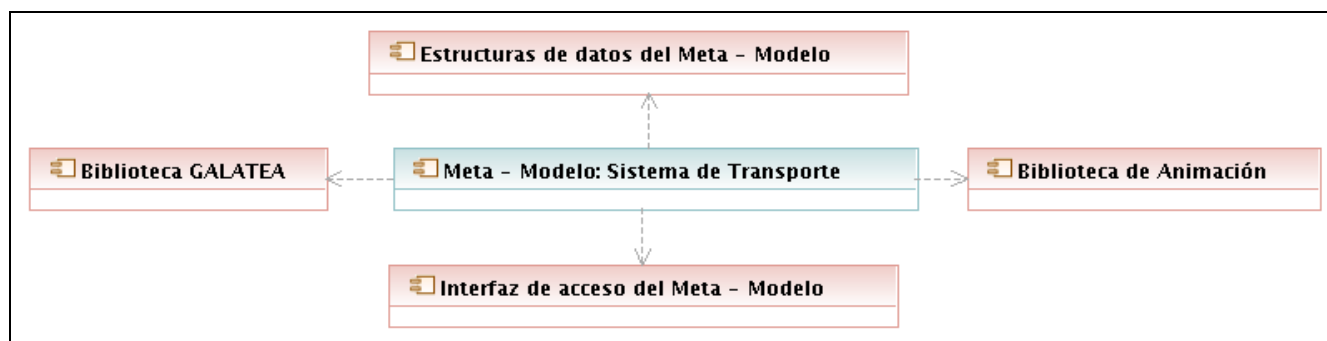 Estructuras de datos del Meta - Modelo
Biblioteca GALATEA
Meta - Modelo: Sistema de Transporte
Biblioteca de Animación
Interfaz de acceso del Meta - Modelo